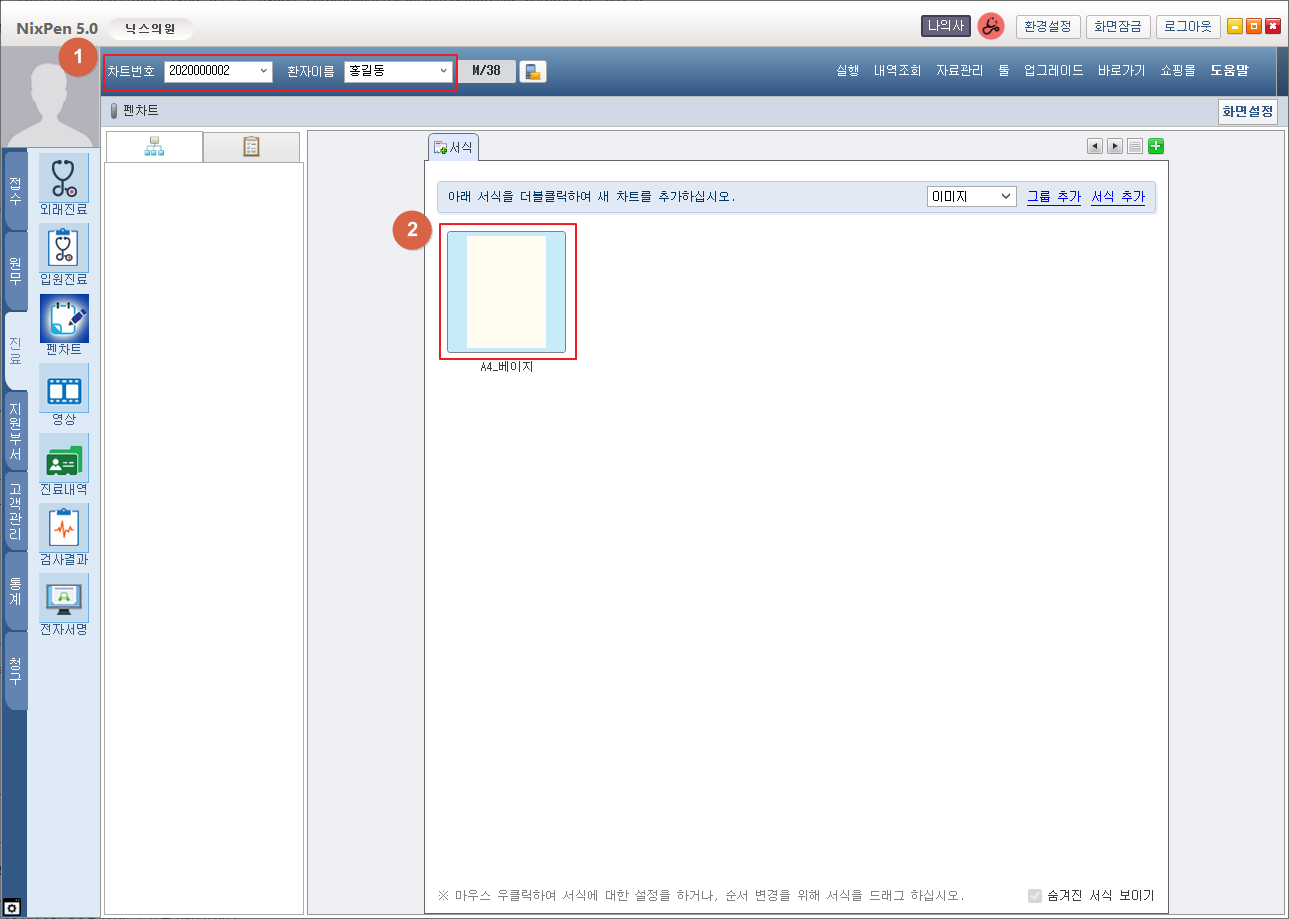 NixPen 5.0 닉스의원 나의사 환경설정 화면잠금 로그아웃
1
차트번호 2020000002 환자이름 홍길동 M/38 실행 내역조회 자료관리 툴 업그레이드 바로가기 쇼핑몰 도움말
펜차트 화면설정
서식
접수
원무
진료
지원부서
고객관리
통계
청구
외래진료
입원진료
펜차트
영상
진료내역
검사결과
전자서명
아래 서식을 더블클릭하여 새 차트를 추가하십시오. 이미지 그룹 추가 서식 추가
2
A4_베이지
※ 마우스 우클릭하여 서식에 대한 설정을 하거나, 순서 변경을 위해 서식을 드래그 하십시오. 숨겨진 서식 보이기